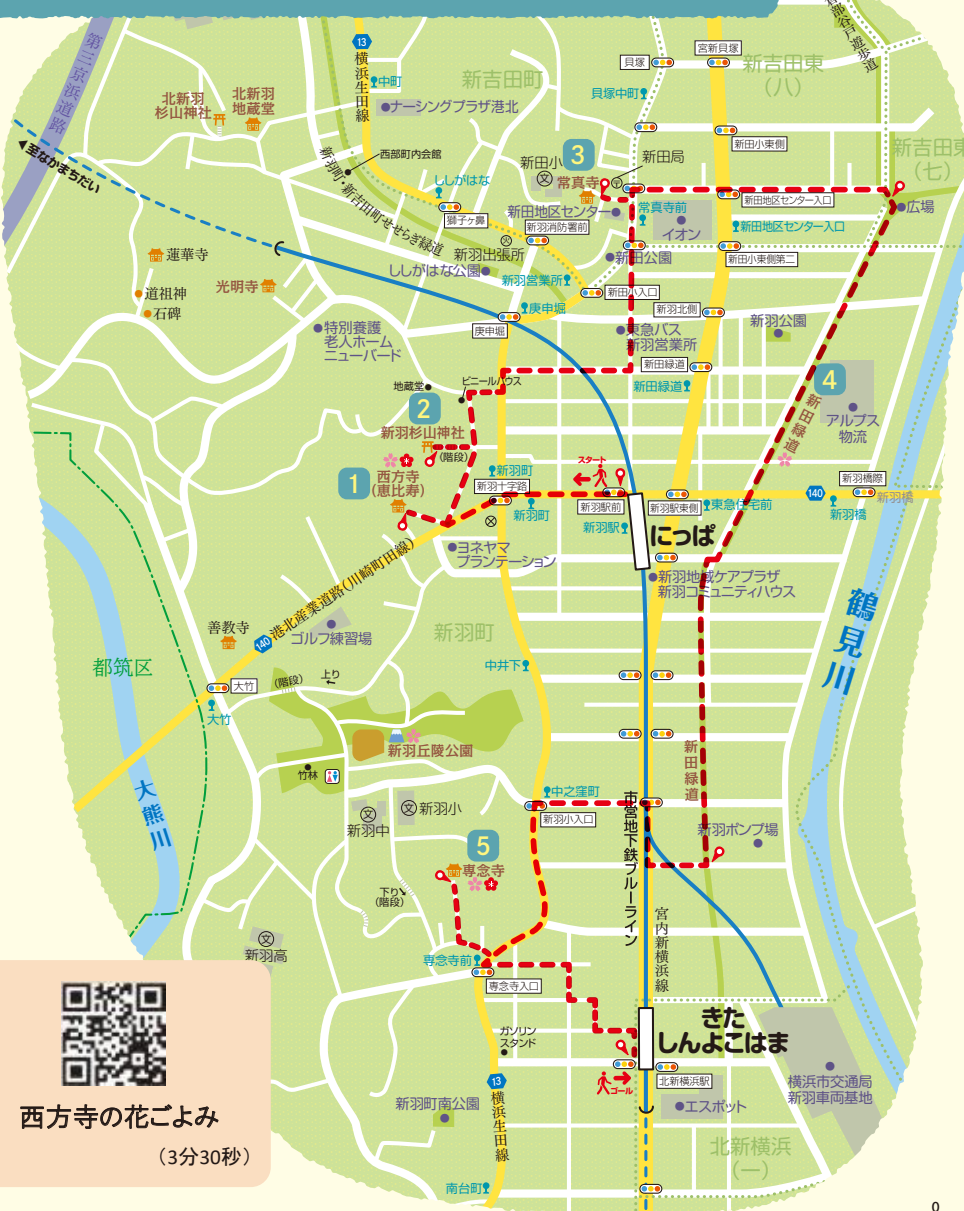 部谷戸遊歩道
第三京浜道路
13
横浜生田線
中町
ナーシングプラザ港北
新吉田町
貝塚
宮新貝塚
新吉田東
(八)
貝塚中町
北新羽
杉山神社
北新羽
地蔵堂
至なかまちだい
西部町内会館
新羽町・新吉田町せせらぎ緑道
ししがはな
獅子ヶ鼻
新田小
文
3
常真寺
新田局
新田小東側
新吉田東
(七)
新田地区センター
常真寺前
イオン
新田地区センター入口
新田地区センター入口
広場
新羽消防署前
新羽出張所
ししがはな公園
新羽営業所
新田公園
新田小東側第二
新田小入口
蓮華寺
道祖神
石碑
光明寺
庚申堀
庚申堀
特別養護
老人ホーム
ニューバード
東急バス
新羽営業所
新羽北側
新羽公園
新田緑道
新田緑道
4
新田緑道
アルプス
物流
地蔵堂
ビニールハウス
2
新羽杉山神社
(階段)
1
西方寺
(恵比寿)
新羽町
新羽十字路
新羽町
スタート
新羽駅前
新羽駅東側
東急住宅前
140
新羽橋際
新羽橋
新羽橋
新羽駅
にっぱ
ヨネヤマ
プランテーション
新羽地域ケアプラザ
新羽コミュニティハウス
鶴見川
港北産業道路(川崎町田線)
140
善教寺
ゴルフ練習場
新羽町
都筑区
大竹
大竹
(階段)
上り
中井下
新羽丘陵公園
竹林
大熊川
文
新羽中
文
新羽小
中之窪町
新羽小入口
市営地下鉄ブルーライン
新田緑道
新羽ポンプ場
5
専念寺
下り
(階段)
文
新羽高
専念寺前
専念寺入口
宮内新横浜線
ガソリン
スタンド
きた
しんよこはま
ゴール
北新横浜駅
横浜市交通局
新羽車両基地
13
横浜生田線
新羽町南公園
エスポット
北新横浜
(一)
南台町
西方寺の花ごよみ
(3分30秒)